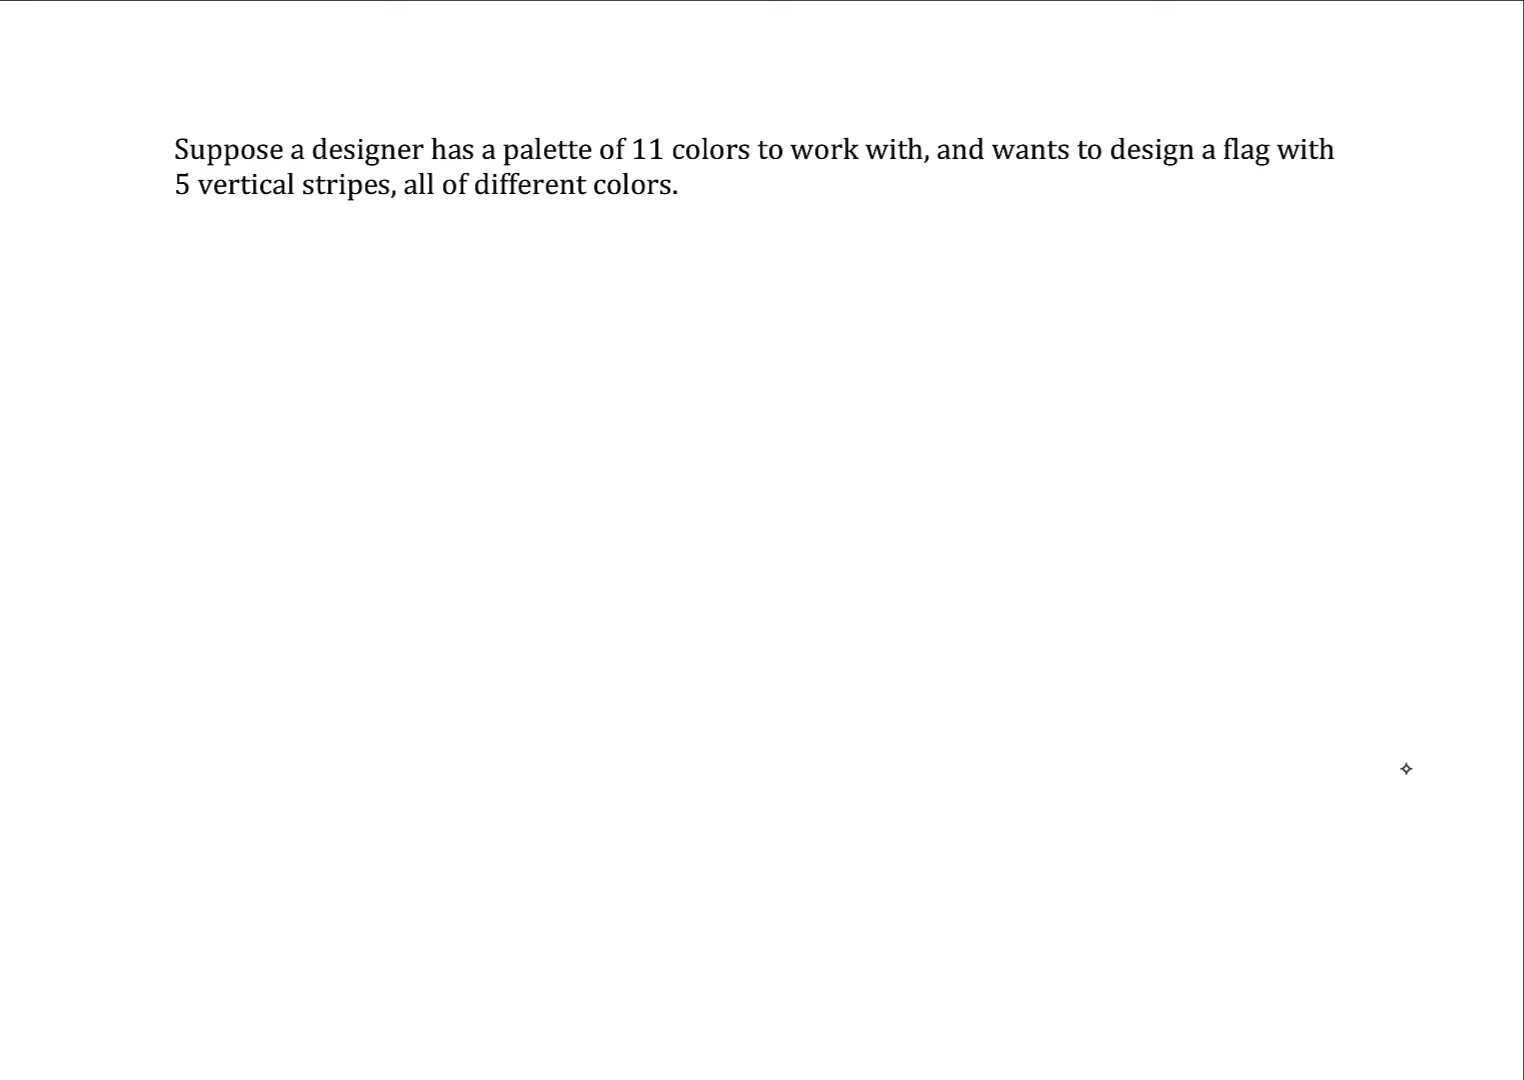 Suppose a designer has a palette of 11 colors to work with, and wants to design a flag with
5 vertical stripes, all of different colors.